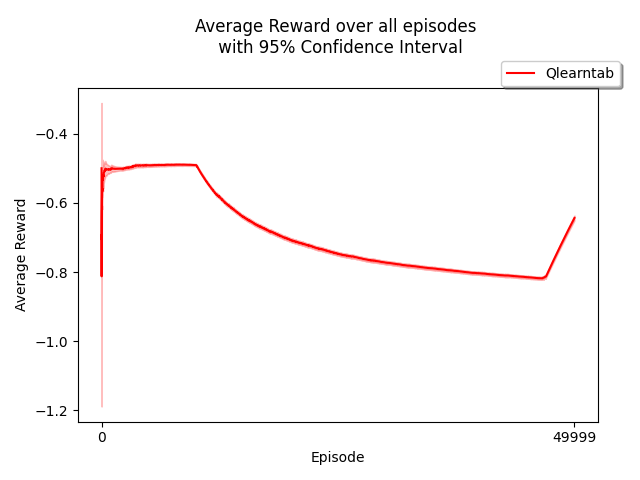 Average Reward over all episodes
with 95% Confidence Interval
Qlearntab
−0.4
−0.6
−0.8
−1.0
−1.2
Average Reward
0
49999
Episode